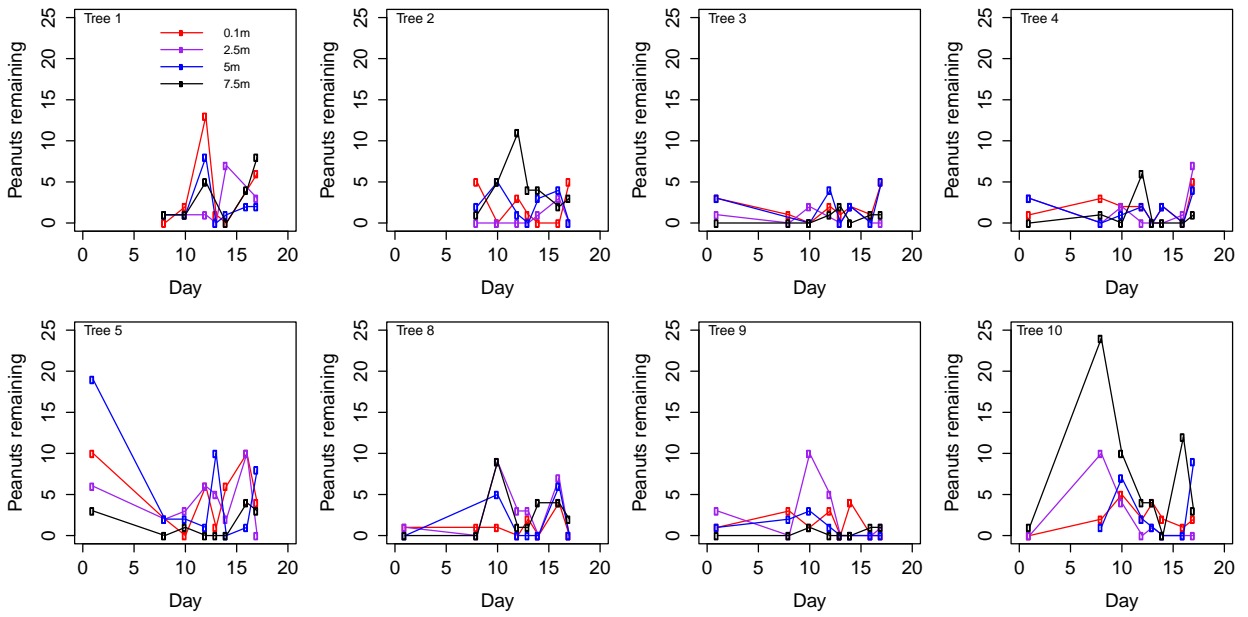 Tree 1
0.1m
2.5m
5m
7.5m
Peanuts remaining
0 5 10 15 20 25
0 5 10 15 20
Day
Tree 2
Peanuts remaining
0 5 10 15 20 25
0 5 10 15 20
Day
Tree 3
Peanuts remaining
0 5 10 15 20 25
0 5 10 15 20
Day
Tree 4
Peanuts remaining
0 5 10 15 20 25
0 5 10 15 20
Day
Tree 5
Peanuts remaining
0 5 10 15 20 25
0 5 10 15 20
Day
Tree 8
Peanuts remaining
0 5 10 15 20 25
0 5 10 15 20
Day
Tree 9
Peanuts remaining
0 5 10 15 20 25
0 5 10 15 20
Day
Tree 10
Peanuts remaining
0 5 10 15 20 25
0 5 10 15 20
Day